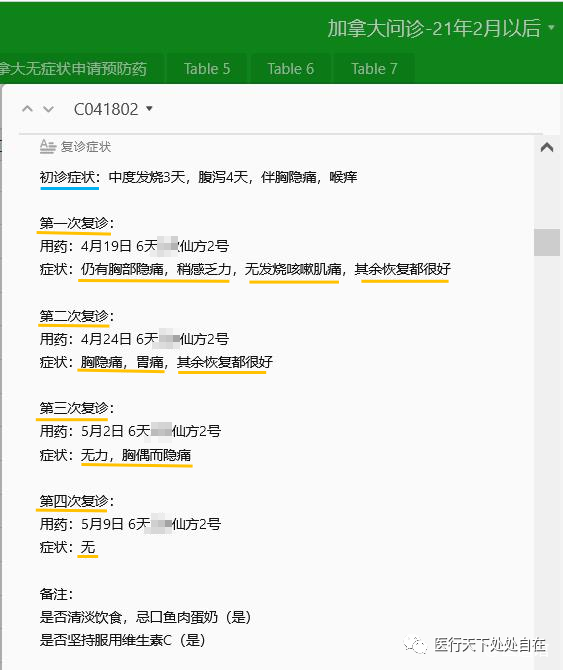 加拿大问诊-21年2月以后
拿大无症状申请预防药 Table 5 Table 6 Table 7
C041802
复诊症状
初诊症状：中度发烧3天，腹泻4天，伴胸隐痛，喉痒
第一次复诊：
用药：4月19日 6天仙方2号
症状：仍有胸部隐痛，稍感乏力，无发烧咳嗽肌痛，其余恢复都很好
第二次复诊：
用药：4月24日 6天仙方2号
症状：胸隐痛，胃痛，其余恢复都很好
第三次复诊：
用药：5月2日 6天仙方2号
症状：无力，胸偶而隐痛
第四次复诊：
用药：5月9日 6天仙方2号
症状：无
备注：
是否清淡饮食，忌口鱼肉蛋奶（是）
是否坚持服用维生素C（是）
医行天下处处自在